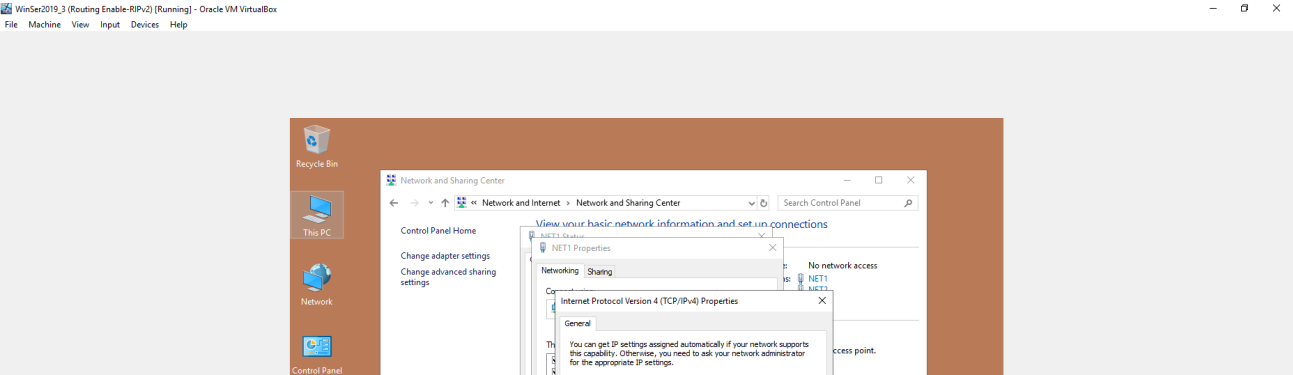 WinSer2019_3 (Routing Enable-RIPv2) [Running] - Oracle VM VirtualBox
File Machine View Input Devices Help
Recycle Bin
This PC
Network
Control Panel
Network and Sharing Center
« Network and Internet › Network and Sharing Center
Search Control Panel
Control Panel Home
Change adapter settings
Change advanced sharing
settings
View your basic network information and set up connections
No network access
NET1
NET2
access point.
NET1 Status
NET1 Properties
Networking Sharing
Internet Protocol Version 4 (TCP/IPv4) Properties
General
You can get IP settings assigned automatically if your network supports
this capability. Otherwise, you need to ask your network administrator
for the appropriate IP settings.